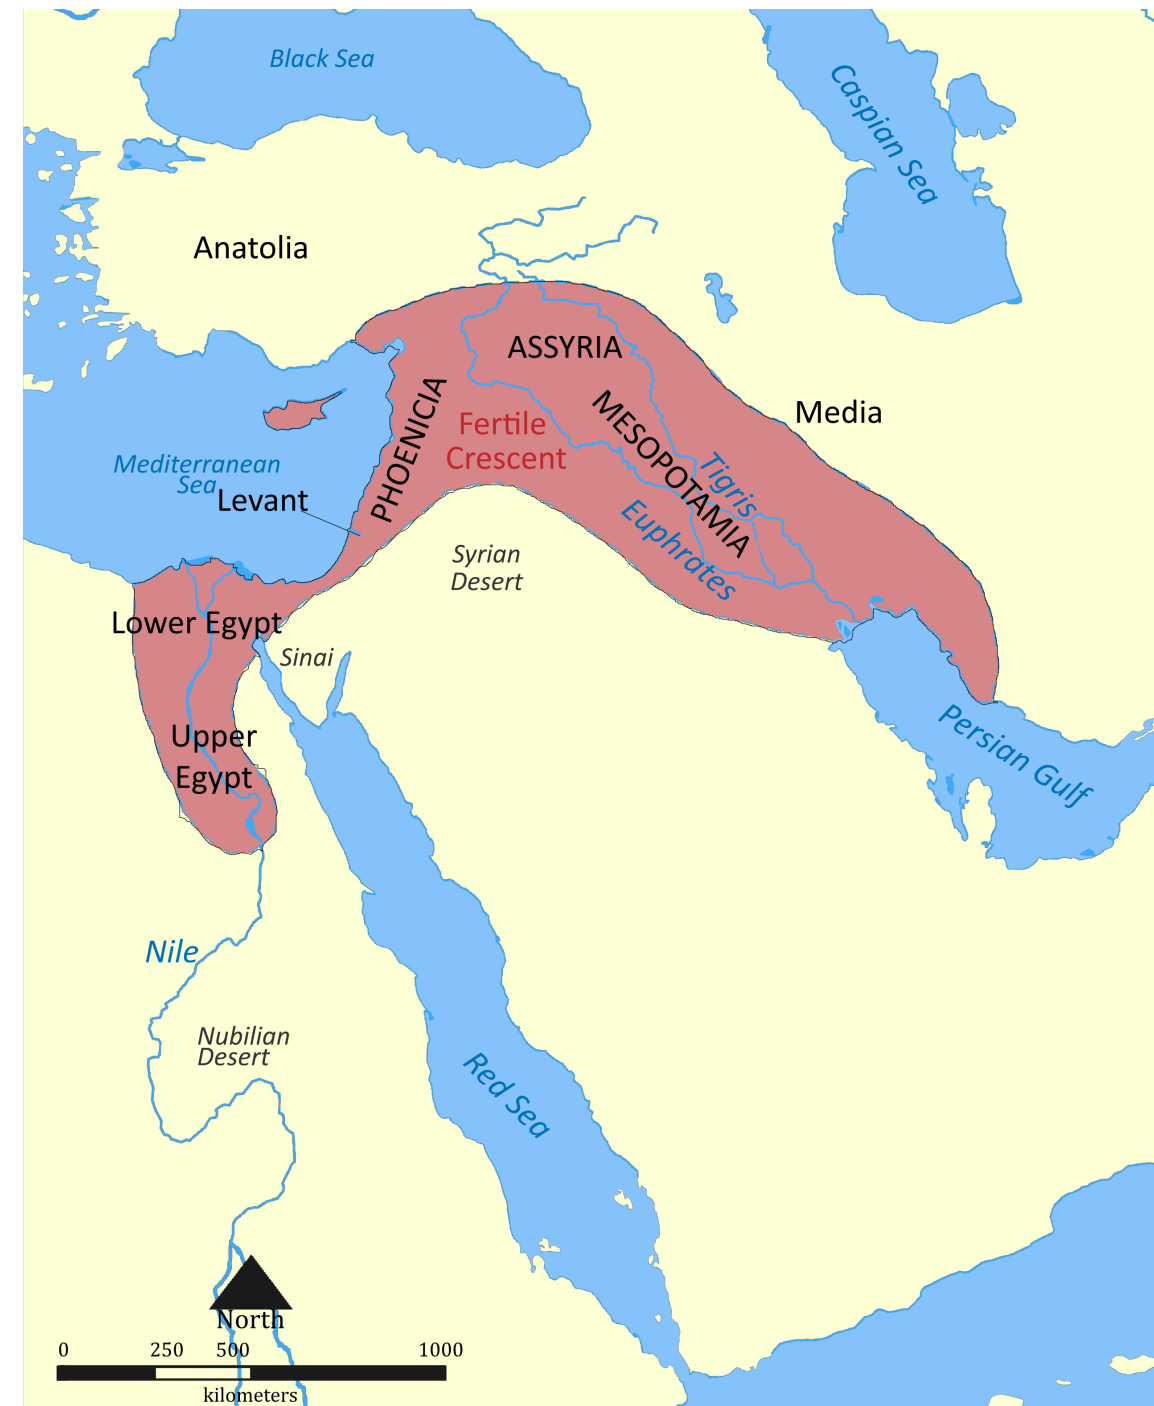 Black Sea
Caspian Sea
Anatolia
ASSYRIA
PHOENICIA
MESOPOTAMIA
Media
Fertile
Crescent
Tigris
Mediterranean
Sea
Levant
Euphrates
Syrian
Desert
Lower Egypt
Sinai
Upper
Egypt
Persian Gulf
Nile
Nubilian
Desert
Red Sea
North
0 250 500 1000
kilometers